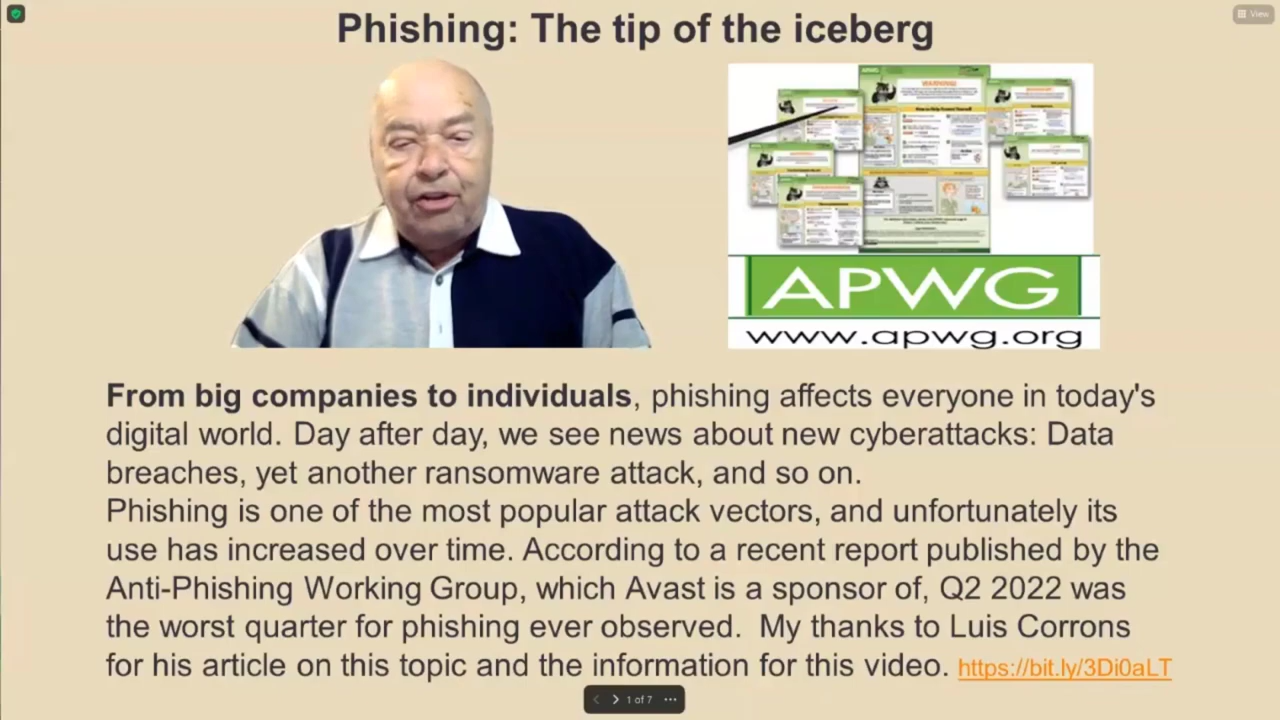 View
Phishing: The tip of the iceberg
APWG
www.apwg.org
From big companies to individuals, phishing affects everyone in today's
digital world. Day after day, we see news about new cyberattacks: Data
breaches, yet another ransomware attack, and so on.
Phishing is one of the most popular attack vectors, and unfortunately its
use has increased over time. According to a recent report published by the
Anti-Phishing Working Group, which Avast is a sponsor of, Q2 2022 was
the worst quarter for phishing ever observed.  My thanks to Luis Corrons
for his article on this topic and the information for this video. https://bit.ly/3Di0aLT
1 of 7